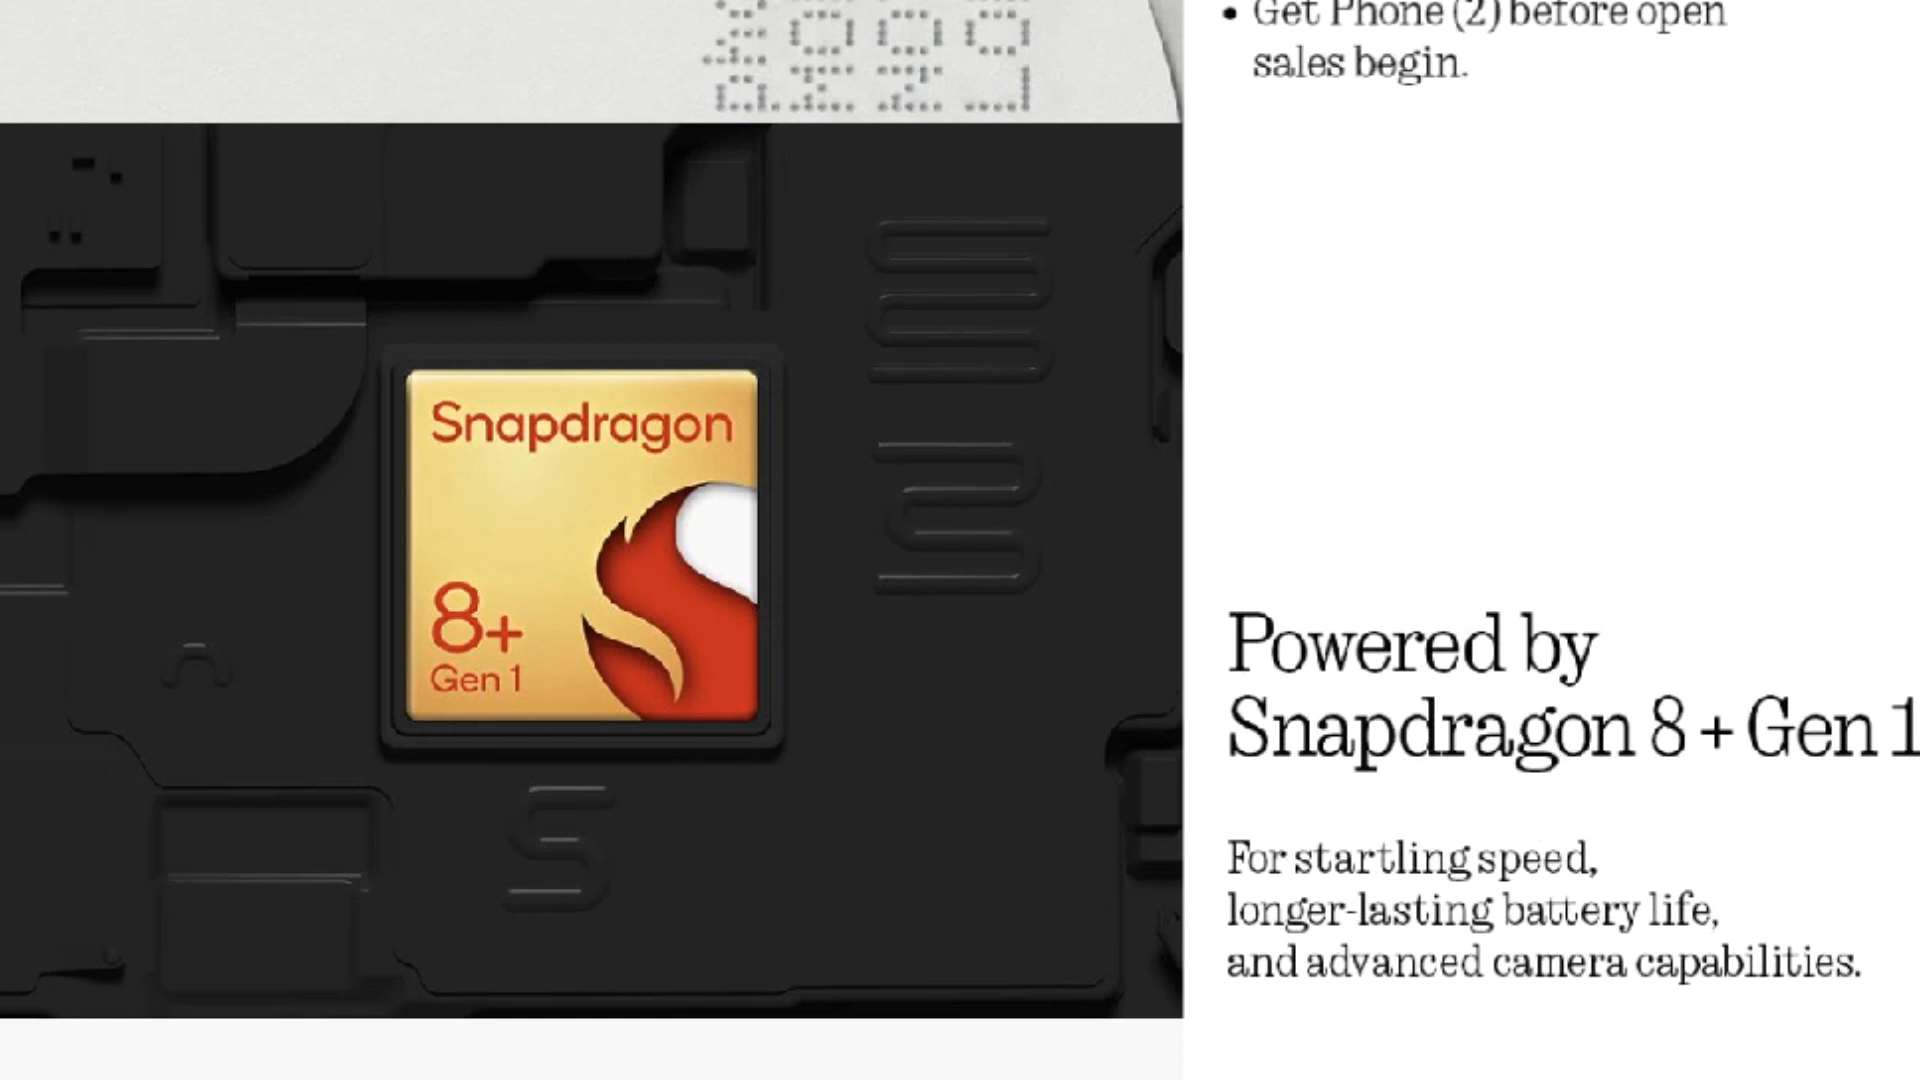 Get Phone (2) before open
sales begin.
Snapdragon
8+
Gen 1
Powered by
Snapdragon 8+ Gen 1
For startling speed,
longer-lasting battery life,
and advanced camera capabilities.